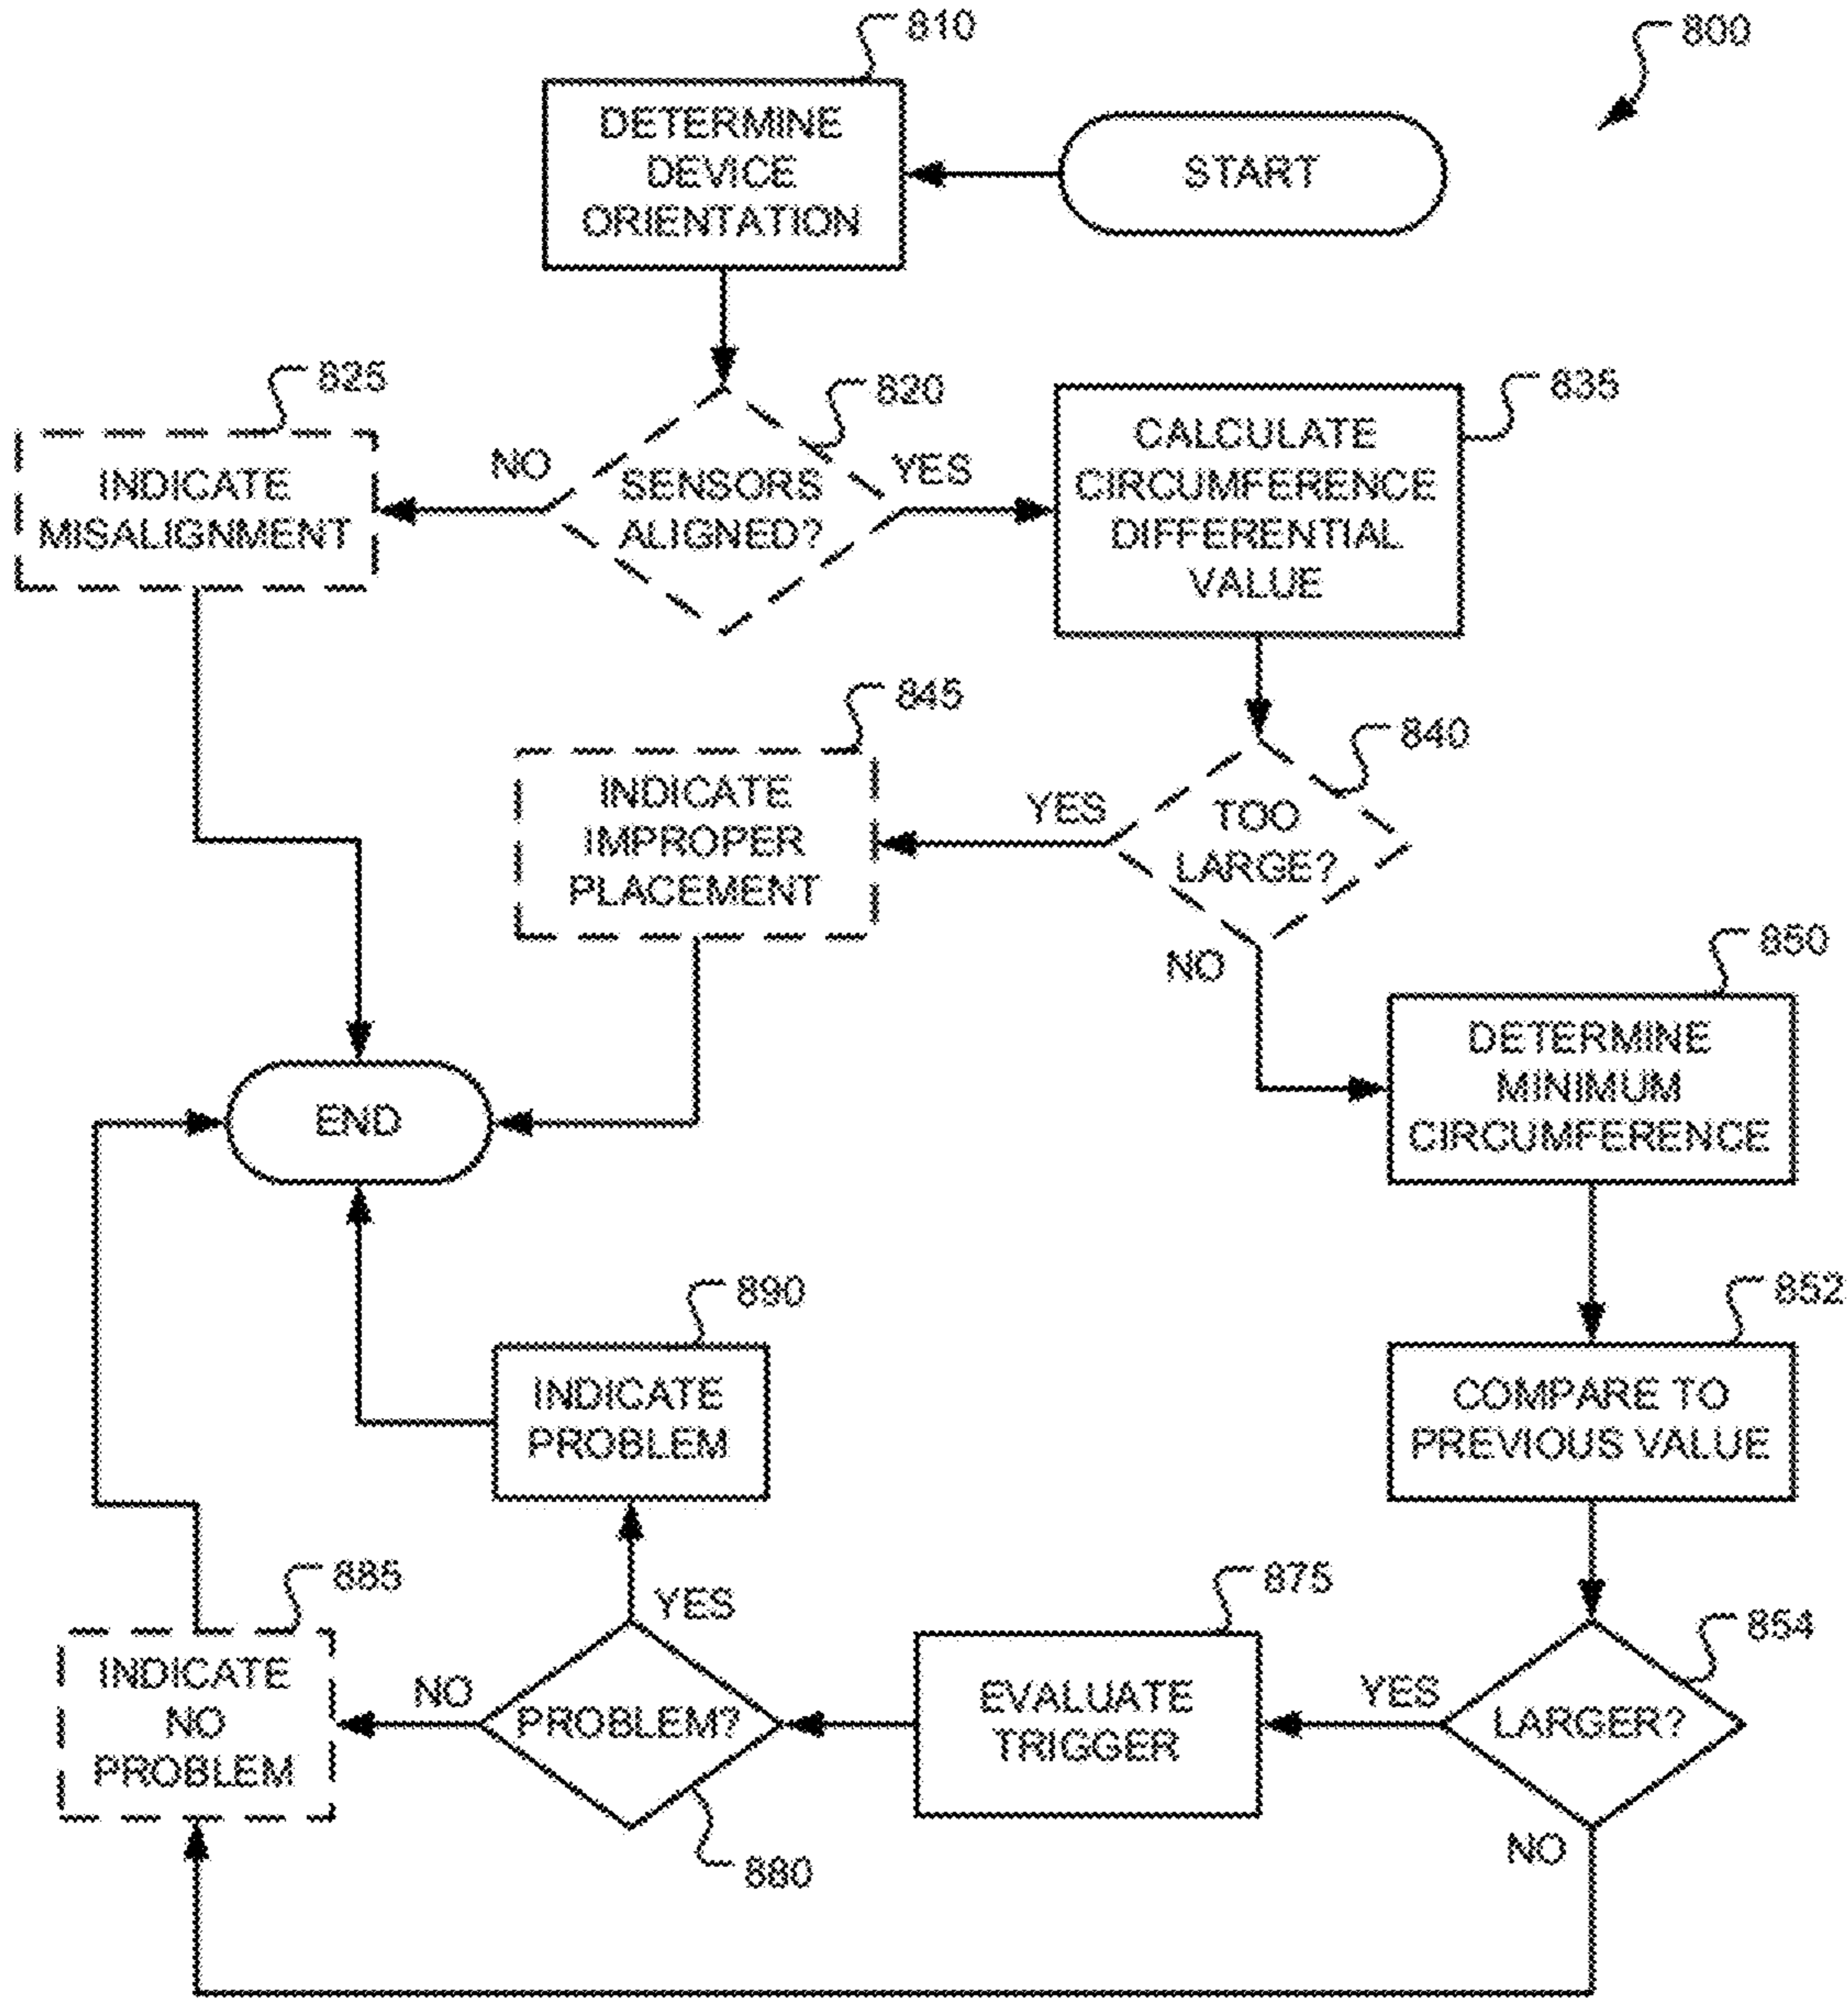 810
800
DETERMINE
DEVICE
ORIENTATION
START
825
820
835
INDICATE
MISALIGNMENT
NO
SENSORS
ALIGNED?
YES
CALCULATE
CIRCUMFERENCE
DIFFERENTIAL
VALUE
845
840
INDICATE
IMPROPER
PLACEMENT
YES
TOO
LARGE?
NO
850
DETERMINE
MINIMUM
CIRCUMFERENCE
END
890
852
INDICATE
PROBLEM
COMPARE TO
PREVIOUS VALUE
885
YES
875
854
INDICATE
NO
PROBLEM
NO
PROBLEM?
EVALUATE
TRIGGER
YES
LARGER?
880
NO